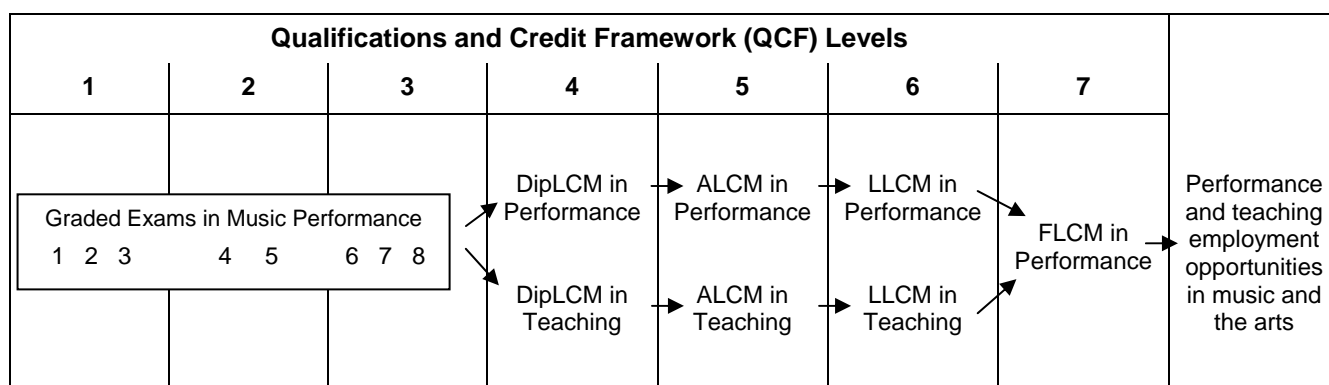 Qualifications and Credit Framework (QCF) Levels
1 2 3 4 5 6 7
Graded Exams in Music Performance
1 2 3 4 5 6 7 8
DipLCM in
Performance
ALCM in
Performance
LLCM in
Performance
DipLCM in
Teaching
ALCM in
Teaching
LLCM in
Teaching
FLCM in
Performance
Performance
and teaching
employment
opportunities
in music and
the arts